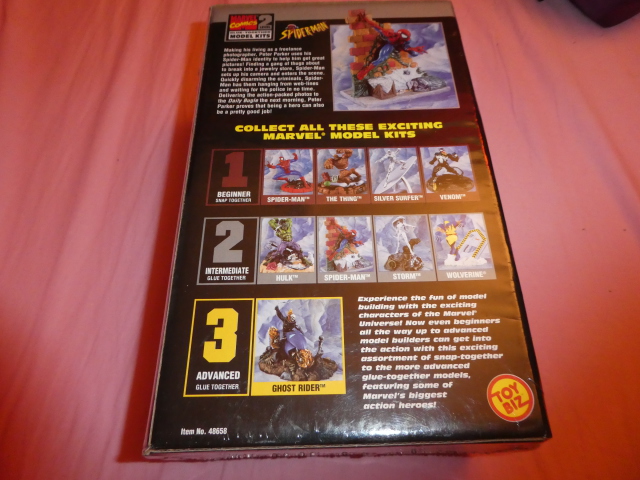 MARVEL
COMICS
2
GLUE TOGETHER
MODEL KITS
SPIDER-MAN
Making his living as a freelance
photographer, Peter Parker uses his
Spider-Man identity to help him get great
pictures! Finding a gang of thugs about
to break into a jewelry store, Spider-Man
sets up his camera and enters the scene.
Quickly disarming the criminals, Spider-
Man has them hanging from web-lines
and waiting for the police in no time.
Delivering the action-packed photos to
the Daily Bugle the next morning, Peter
Parker proves that being a hero can also
be a pretty good job!
COLLECT ALL THESE EXCITING
MARVEL® MODEL KITS
1
BEGINNER
SNAP TOGETHER
SPIDER-MAN™
THE THING™
SILVER SURFER™
VENOM™
2
INTERMEDIATE
GLUE TOGETHER
HULK™
SPIDER-MAN™
STORM™
WOLVERINE™
3
ADVANCED
GLUE TOGETHER
GHOST RIDER™
Experience the fun of model
building with the exciting
characters of the Marvel
Universe! Now even beginners
all the way up to advanced
model builders can get into
the action with this exciting
assortment of snap-together
to the more advanced
glue-together models,
featuring some of
Marvel's biggest
action heroes!
TOY
BIZ
Item No. 48658